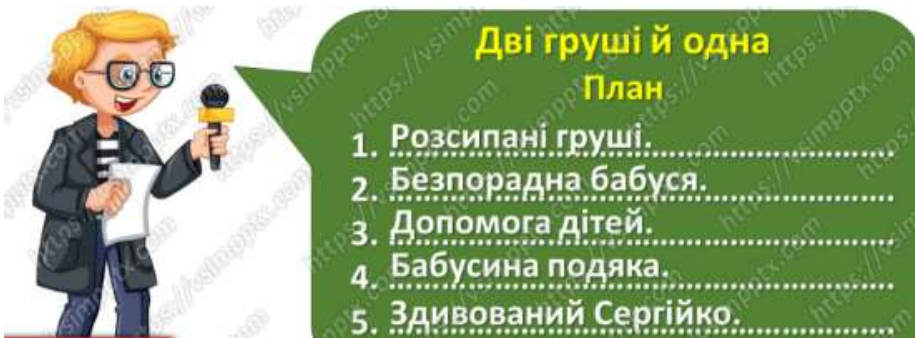 Дві груші й одна
План
1. Розсипані груші.
2. Безпорадна бабуся.
3. Допомога дітей.
4. Бабусина подяка.
5. Здивований Сергійко.